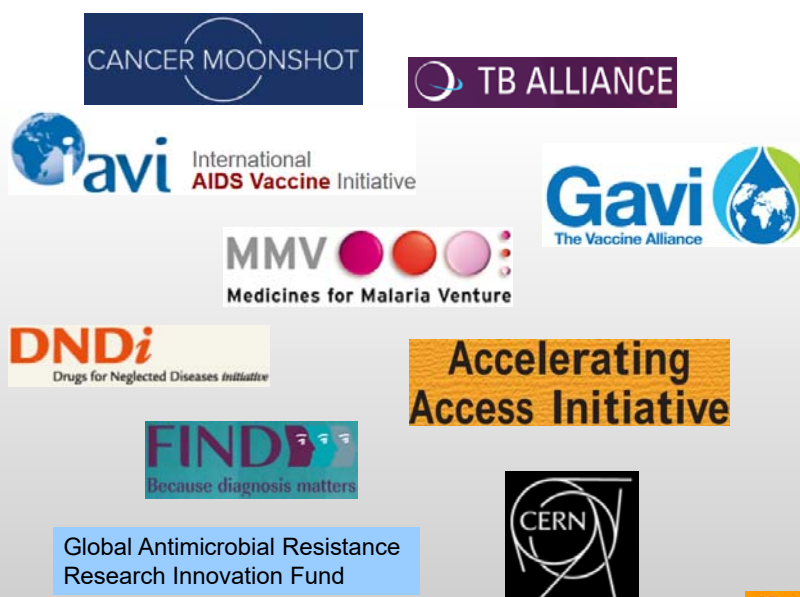 CANCER MOONSHOT
TB ALLIANCE
iavi
International
AIDS Vaccine Initiative
Gavi
The Vaccine Alliance
MMV
Medicines for Malaria Venture
DNDi
Drugs for Neglected Diseases initiative
Accelerating
Access Initiative
FIND
Because diagnosis matters
CERN
Global Antimicrobial Resistance
Research Innovation Fund